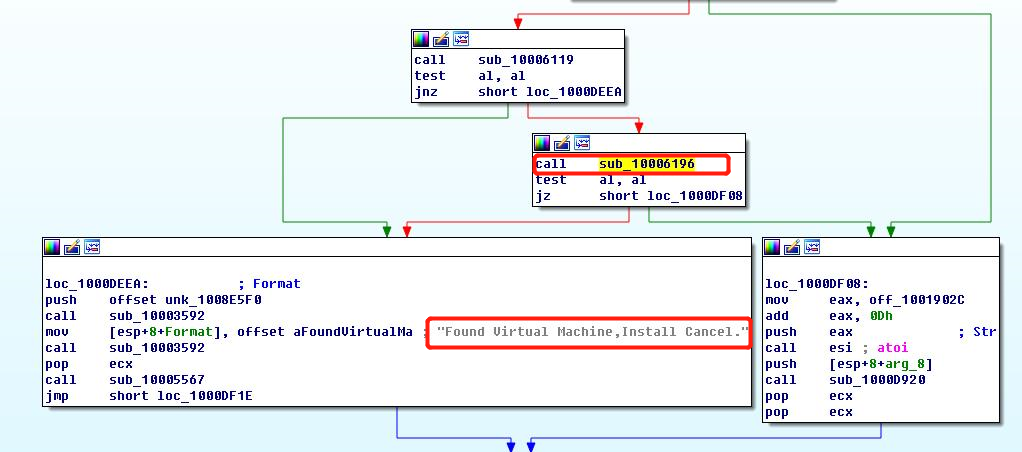 call    sub_10006119
test    al, al
jnz     short loc_1000DEEA
call    sub_10006196
test    al, al
jz      short loc_1000DF08
loc_1000DEEA:           ; Format
push    offset unk_1008E5F0
call    sub_10003592
mov     [esp+8+Format], offset aFoundVirtualMa ; "Found Virtual Machine,Install Cancel."
call    sub_10003592
pop     ecx
call    sub_10005567
jmp     short loc_1000DF1E
loc_1000DF08:
mov     eax, off_1001902C
add     eax, 0Dh
push    eax             ; Str
call    esi ; atoi
push    [esp+8+arg_8]
call    sub_1000D920
pop     ecx
pop     ecx